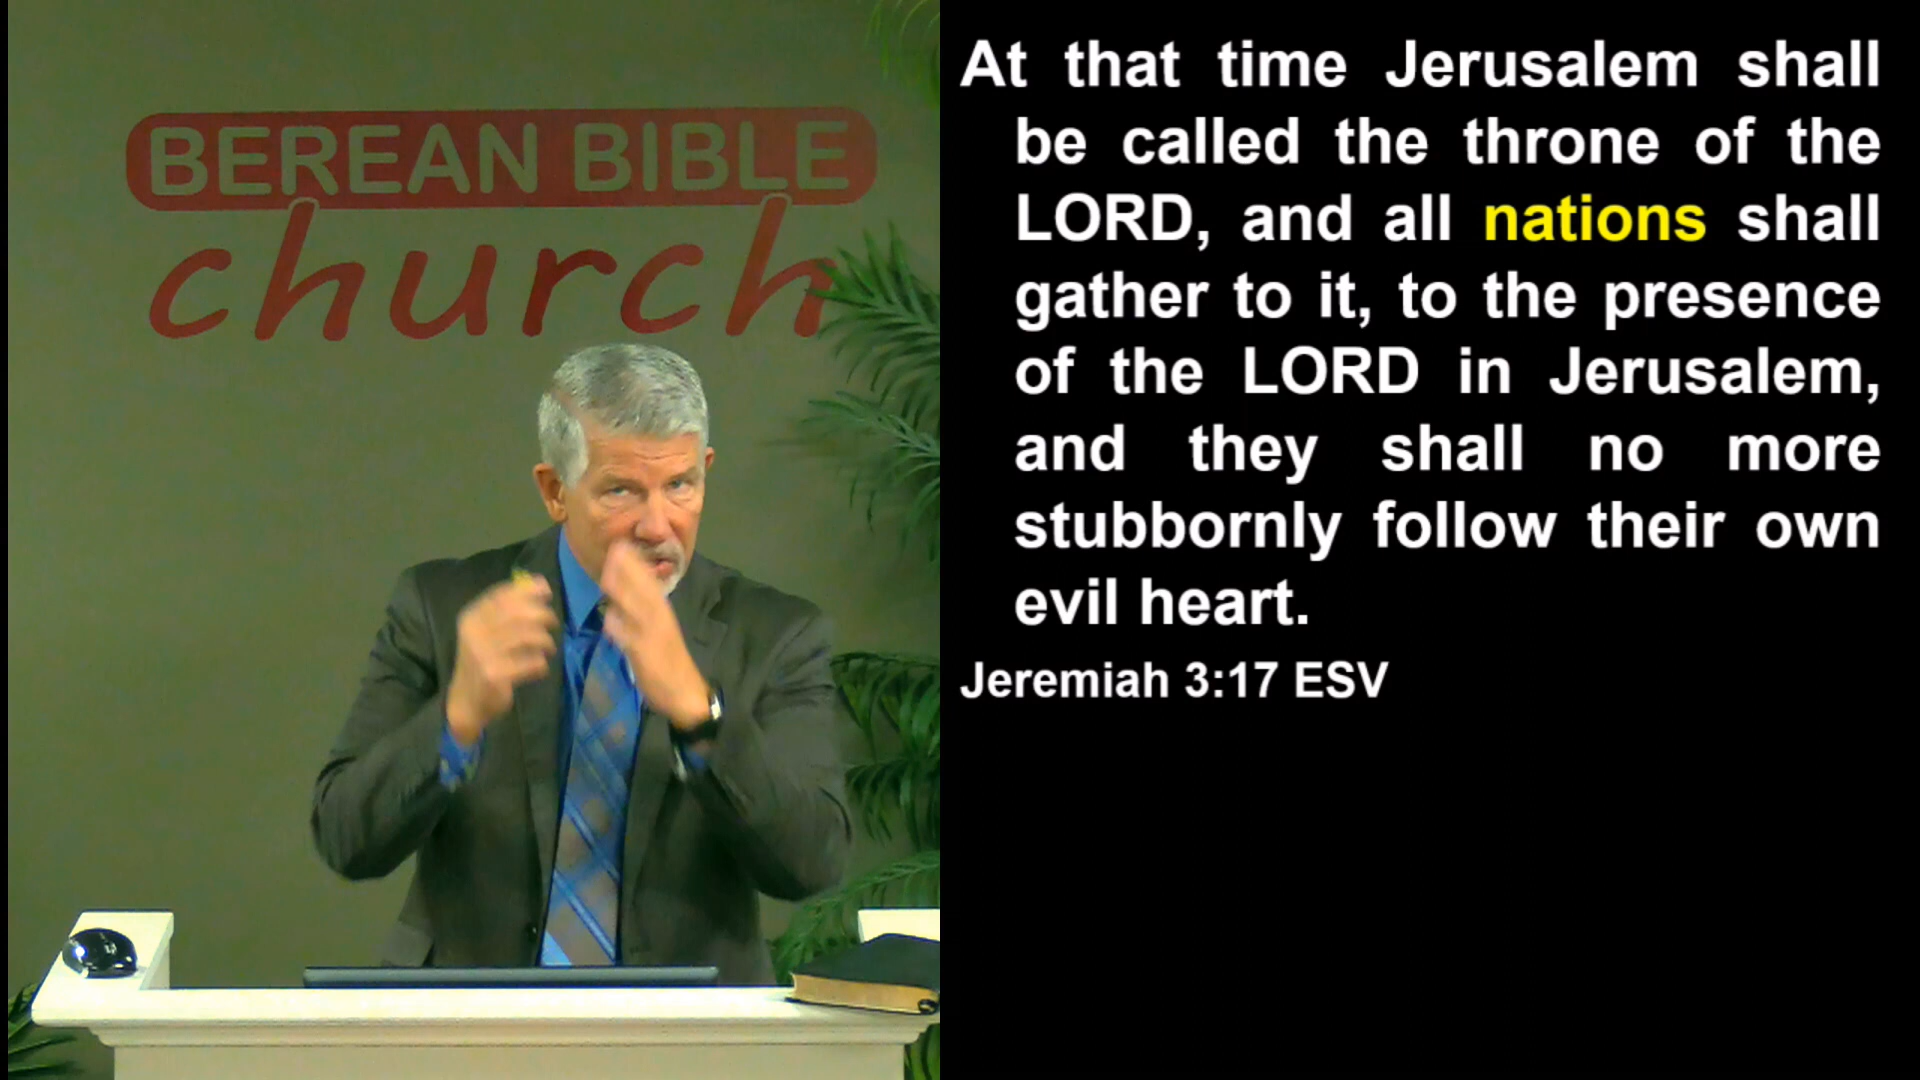 BEREAN BIBLE
church
At that time Jerusalem shall
be called the throne of the
LORD, and all nations shall
gather to it, to the presence
of the LORD in Jerusalem,
and they shall no more
stubbornly follow their own
evil heart.
Jeremiah 3:17 ESV